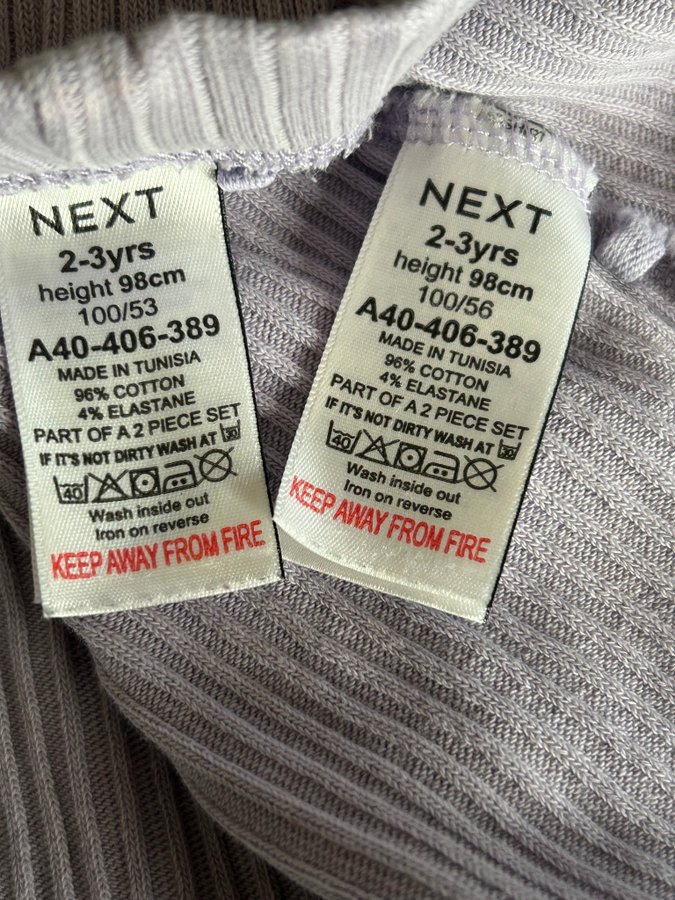 NEXT
2-3yrs
height 98cm
100/53
A40-406-389
MADE IN TUNISIA
96% COTTON
4% ELASTANE
PART OF A 2 PIECE SET
IF IT'S NOT DIRTY WASH AT 30
40
Wash inside out
Iron on reverse
KEEP AWAY FROM FIRE
NEXT
2-3yrs
height 98cm
100/56
A40-406-389
MADE IN TUNISIA
96% COTTON
4% ELASTANE
PART OF A 2 PIECE SET
IF IT'S NOT DIRTY WASH AT 30
40
Wash inside out
Iron on reverse
KEEP AWAY FROM FIRE